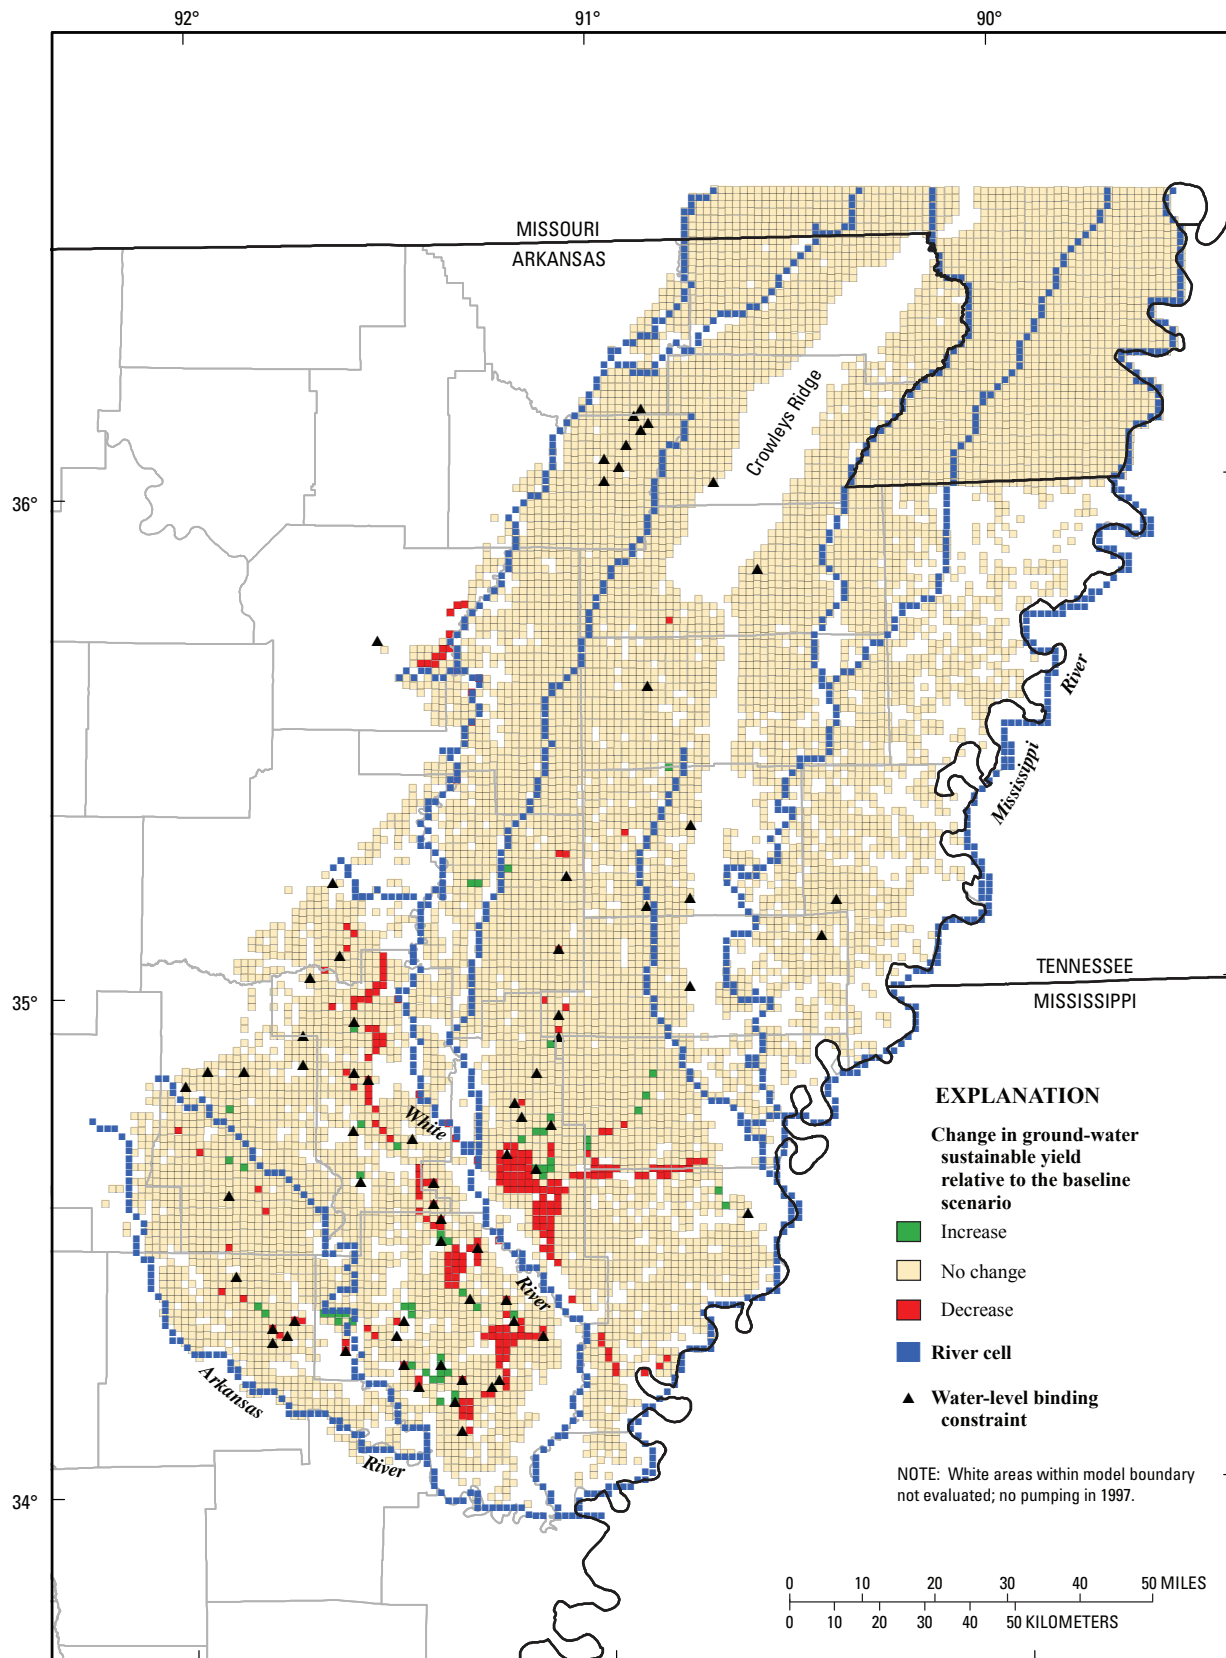 92°
91°
90°
MISSOURI
ARKANSAS
Crowleys Ridge
36°
River
Mississippi
TENNESSEE
35°
MISSISSIPPI
White
EXPLANATION
Change in ground-water
sustainable yield
relative to the baseline
scenario
Increase
No change
Decrease
River cell
Water-level binding
constraint
River
Arkansas
River
NOTE: White areas within model boundary
not evaluated; no pumping in 1997.
34°
0 10 20 30 40 50 MILES
0 10 20 30 40 50 KILOMETERS